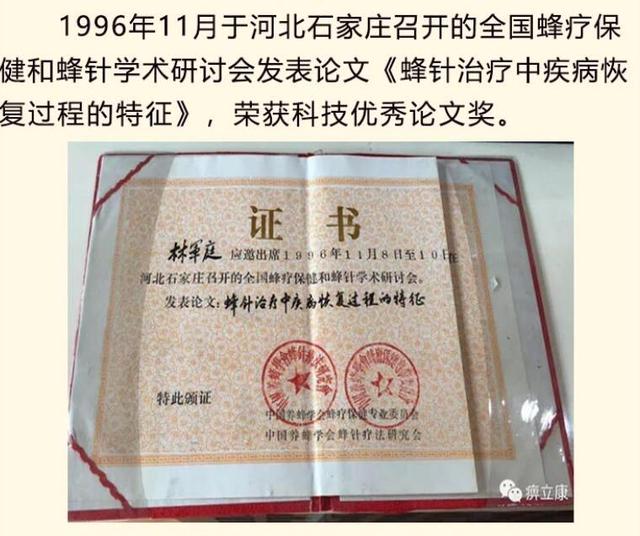 1996年11月于河北石家庄召开的全国蜂疗保
健和蜂针学术研讨会发表论文《蜂针治疗中疾病恢
复过程的特征》，荣获科技优秀论文奖。
证书
林军庭 应邀出席1996年11月8日至10日在
河北石家庄召开的全国蜂疗保健和蜂针学术研讨会。
发表论文：蜂针治疗中疾病恢复过程的特征
特此颁证
中国养蜂学会蜂疗保健专业委员会
中国养蜂学会蜂针疗法研究会
痹立康